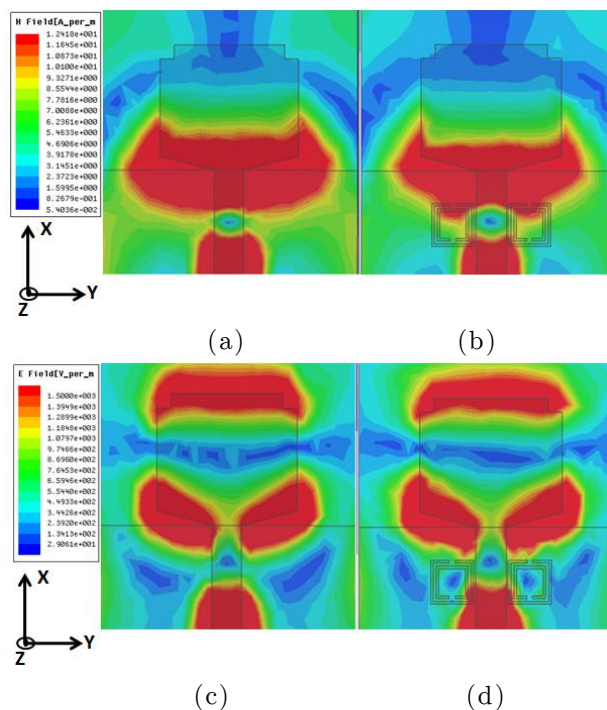 H Field[A_per_m
1.2418e+001
1.1645e+001
1.0873e+001
1.0100e+001
9.3271e+000
8.5544e+000
7.7816e+000
7.0088e+000
6.2361e+000
5.4633e+000
4.6906e+000
3.9178e+000
3.1451e+000
2.3723e+000
1.5995e+000
8.2679e-001
5.4036e-002
X
Z
Y
(a)
(b)
E Field[V_per_m
1.5000e+003
1.3949e+003
1.2899e+003
1.1848e+003
1.0797e+003
9.7466e+002
8.6960e+002
7.6453e+002
6.5946e+002
5.5440e+002
4.4933e+002
3.4426e+002
2.3920e+002
1.3413e+002
2.9061e+001
X
Z
Y
(c)
(d)